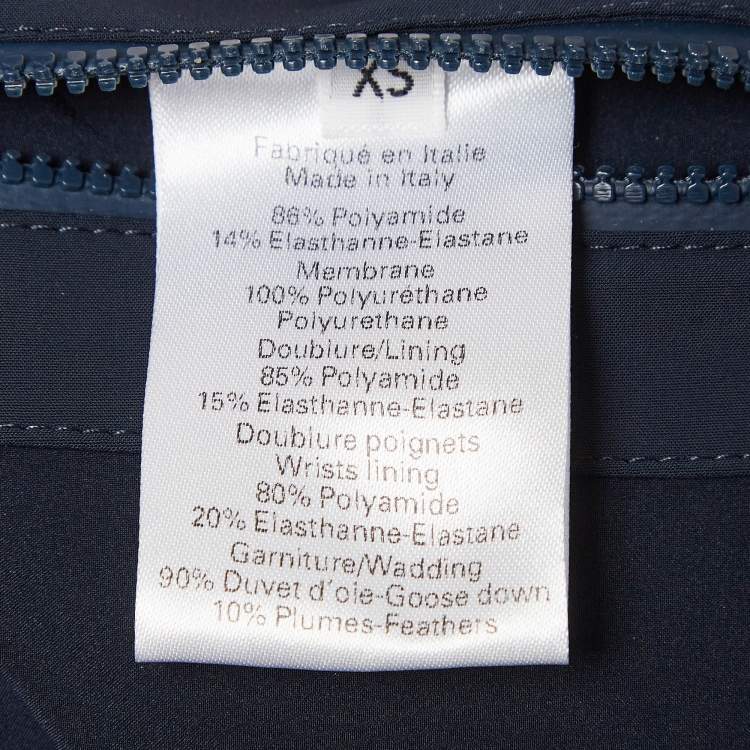 XS
Fabriqué en Italie
Made in Italy
86% Polyamide
14% Elasthanne-Elastane
Membrane
100% Polyuréthane
Polyurethane
Doublure/Lining
85% Polyamide
15% Elasthanne-Elastane
Doublure poignets
Wrists lining
80% Polyamide
20% Elasthanne-Elastane
Garniture/Wadding
90% Duvet d'oie-Goose down
10% Plumes-Feathers